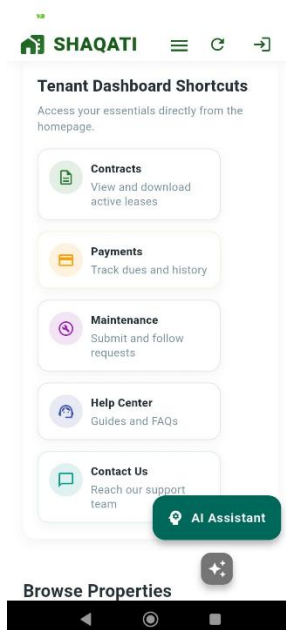 SHAQATI
Tenant Dashboard Shortcuts
Access your essentials directly from the
homepage.
Contracts
View and download
active leases
Payments
Track dues and history
Maintenance
Submit and follow
requests
Help Center
Guides and FAQs
Contact Us
Reach our support
team
AI Assistant
Browse Properties